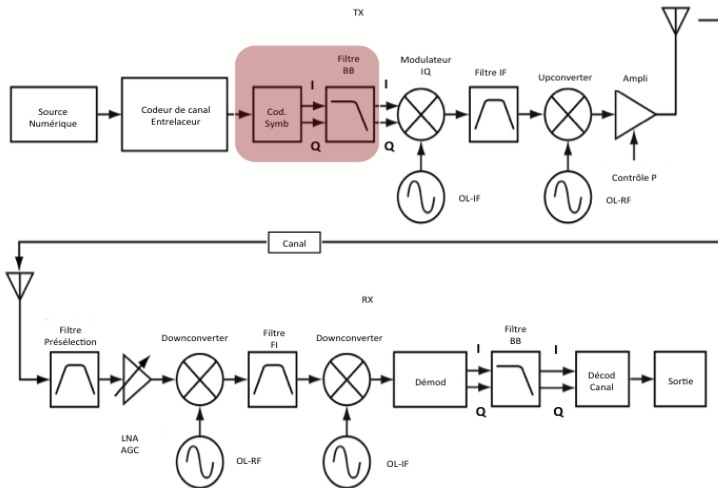 TX
Source
Numérique
Codeur de canal
Entrelaceur
Cod.
Symb
I
Q
Filtre
BB
I
Q
Modulateur
IQ
OL-IF
Filtre IF
Upconverter
OL-RF
Ampli
Contrôle P
Canal
RX
Filtre
Présélection
LNA
AGC
Downconverter
OL-RF
Filtre
FI
Downconverter
OL-IF
Démod
I
Q
Filtre
BB
I
Q
Décod
Canal
Sortie